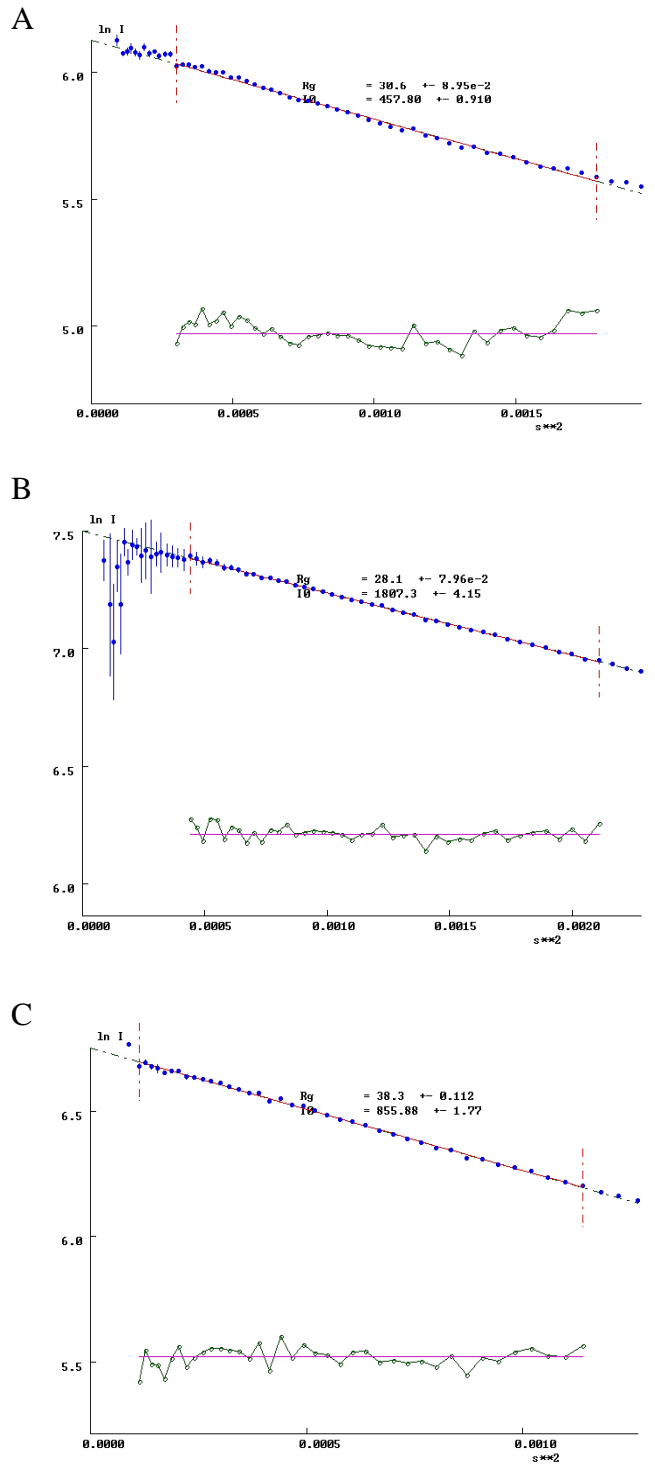 A
ln I
6.0
Rg = 30.6 +- 8.95e-2
I0 = 457.80 +- 0.910
5.5
5.0
0.0000 0.0005 0.0010 0.0015
s**2
B
7.5
ln I
Rg = 28.1 +- 7.96e-2
I0 = 1807.3 +- 4.15
7.0
6.5
6.0
0.0000 0.0005 0.0010 0.0015 0.0020
s**2
C
ln I
Rg = 38.3 +- 0.112
I0 = 855.88 +- 1.77
6.5
6.0
5.5
0.0000 0.0005 0.0010
s**2